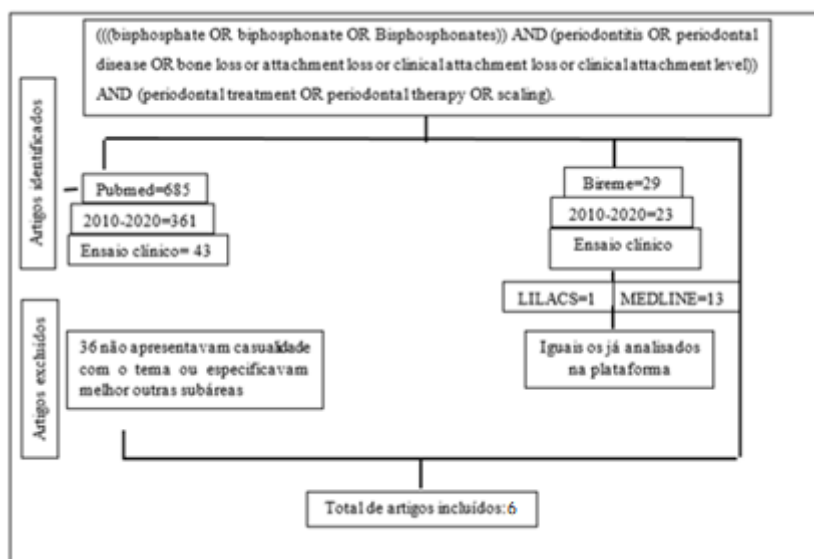 (((bisphosphate OR biphosphonate OR Bisphosphonates)) AND (periodontitis OR periodontal
disease OR bone loss or attachment loss or clinical attachment loss or clinical attachment level))
AND (periodontal treatment OR periodontal therapy OR scaling).
Artigos identificados
Pubmed=685
2010-2020=361
Ensaio clínico= 43
Bireme=29
2010-2020=23
Ensaio clínico
LILACS=1
MEDLINE=13
Artigos excluídos
36 não apresentavam casualidade
com o tema ou especificavam
melhor outras subáreas
Iguais os já analisados
na plataforma
Total de artigos incluídos:6